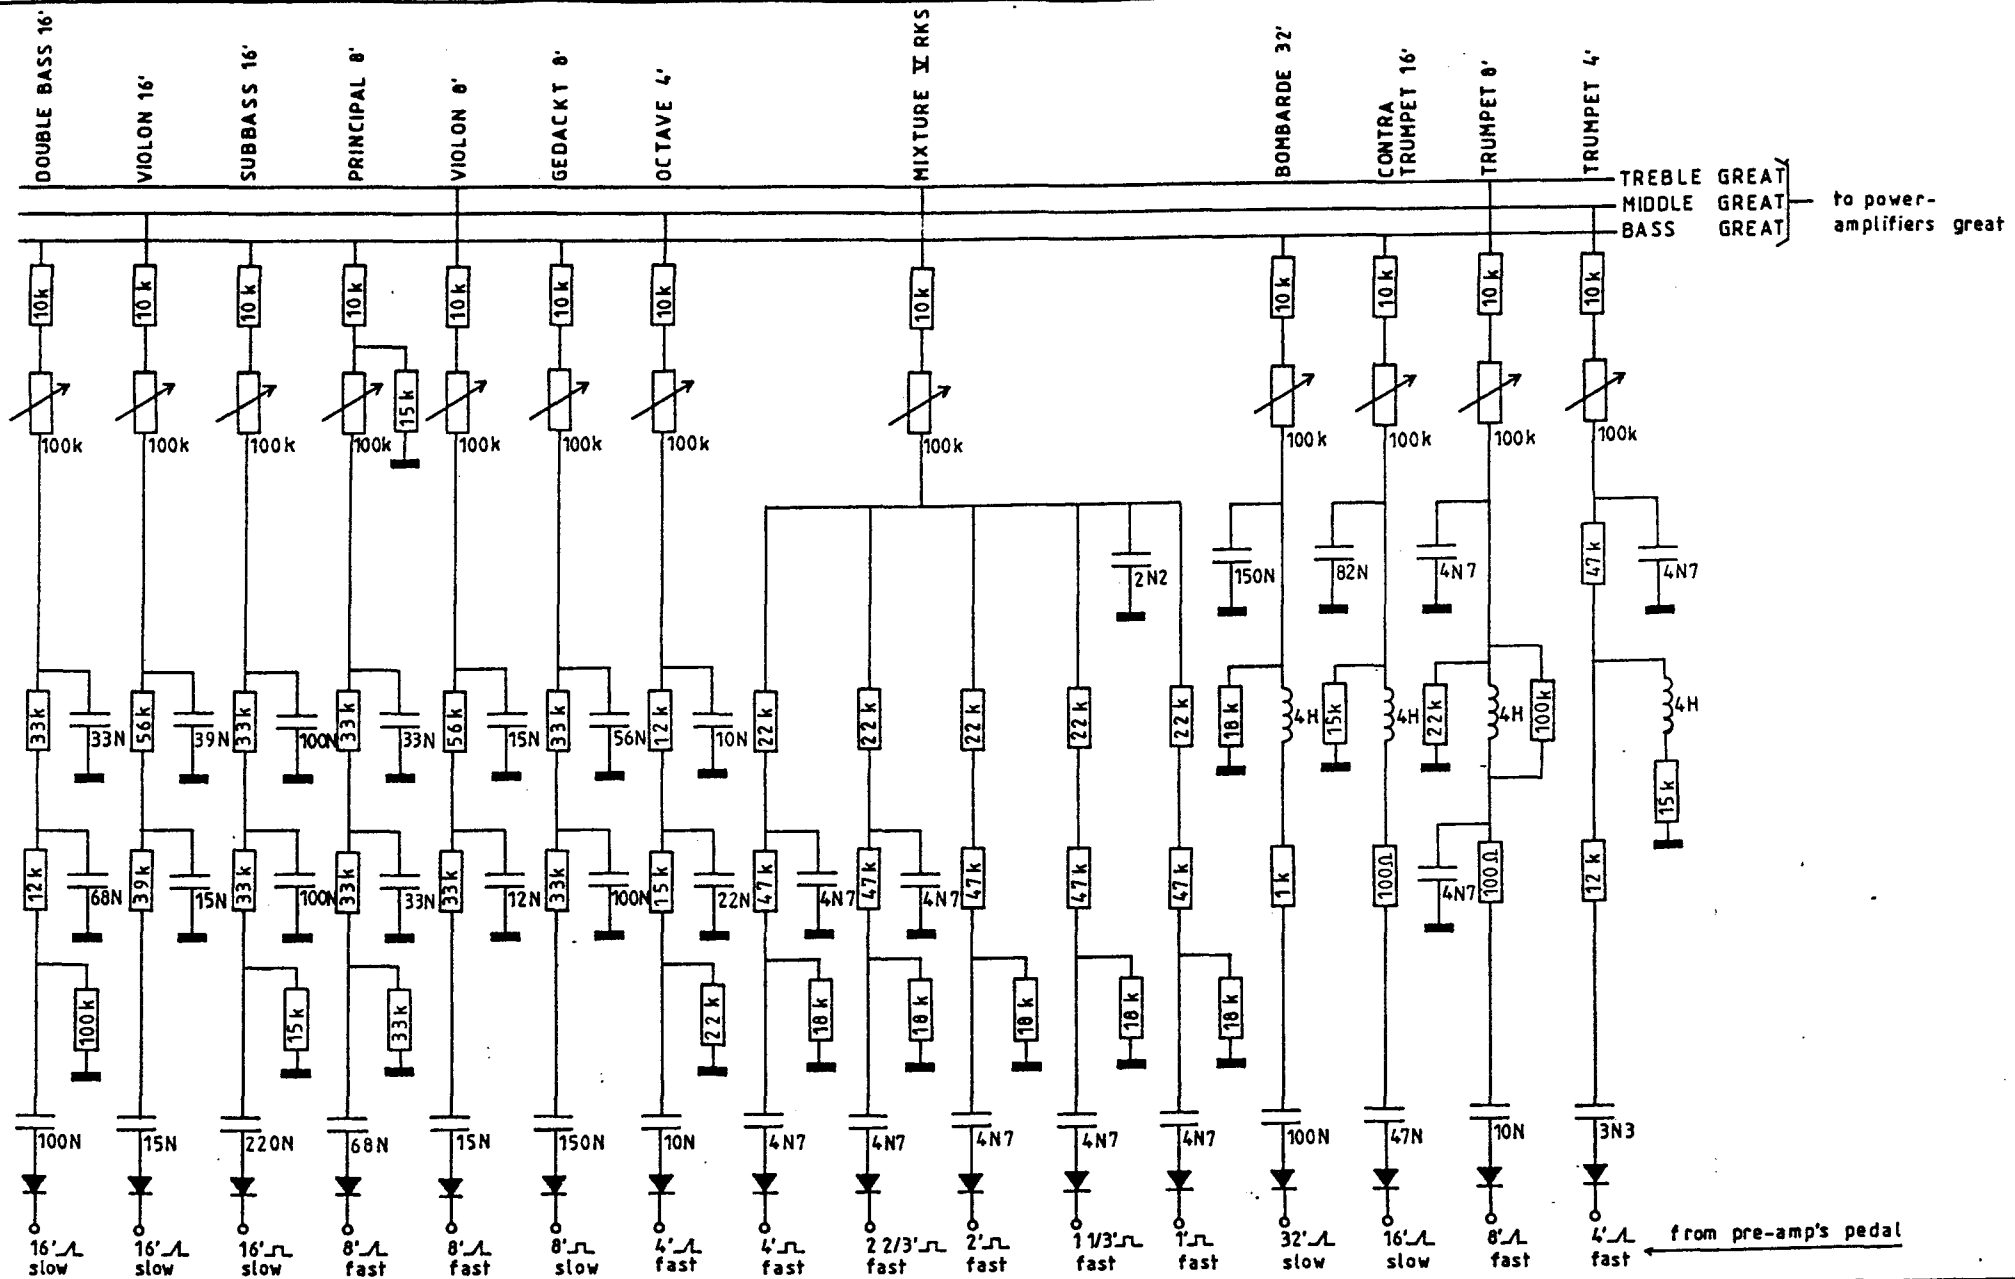 DOUBLE BASS 16'
VIOLON 16'
SUBBASS 16'
PRINCIPAL 8'
VIOLON 8'
GEDACKT 8'
OCTAVE 4'
MIXTURE V RKS
BOMBARDE 32'
CONTRA
TRUMPET 16'
TRUMPET 8'
TRUMPET 4'
TREBLE GREAT
MIDDLE GREAT
BASS GREAT
to power-
amplifiers great
10k 10k 10k 10k 10k 10k 10k 10k 10k 10k 10k 10k
15k
100k 100k 100k 100k 100k 100k 100k 100k 100k 100k 100k 100k
2N2 150N 82N 4N7 47k 4N7
33k 33N 56k 39N 33k 100N 33k 33N 56k 15N 33k 56N 12k 10N 22k 22k 22k 22k 22k 18k 4H 15k 4H 22k 4H 100k 4H
15k
12k 68N 39k 15N 33k 100N 33k 33N 33k 12N 33k 100N 15k 22N 47k 4N7 47k 4N7 47k 47k 47k 1k 100Ω 4N7 100Ω 12k
100k 15k 33k 22k 18k 18k 18k 18k 18k
100N 15N 220N 68N 15N 150N 10N 4N7 4N7 4N7 4N7 4N7 100N 47N 10N 3N3
16' 16' 16' 8' 8' 8' 4' 4' 2 2/3' 2' 1 1/3' 1' 32' 16' 8' 4'
slow slow slow fast fast slow fast fast fast fast fast fast slow slow fast fast
from pre-amp's pedal